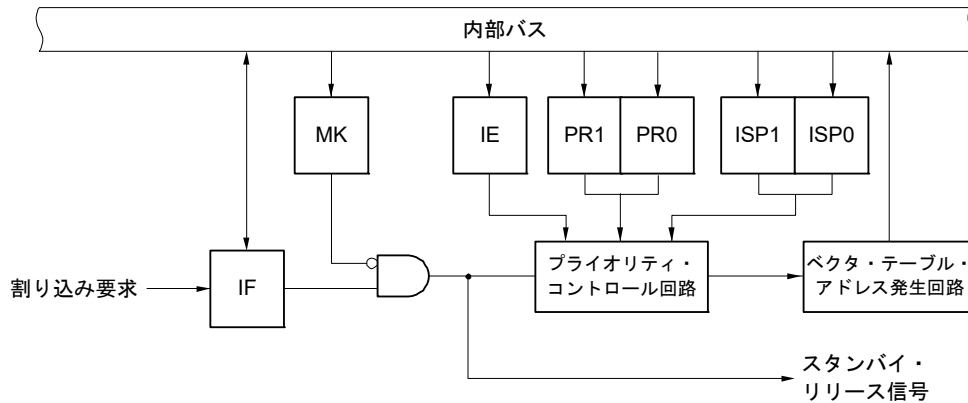 内部バス
MK
IE
PR1
PR0
ISP1
ISP0
割り込み要求
IF
プライオリティ・
コントロール回路
ベクタ・テーブル・
アドレス発生回路
スタンバイ・
リリース信号